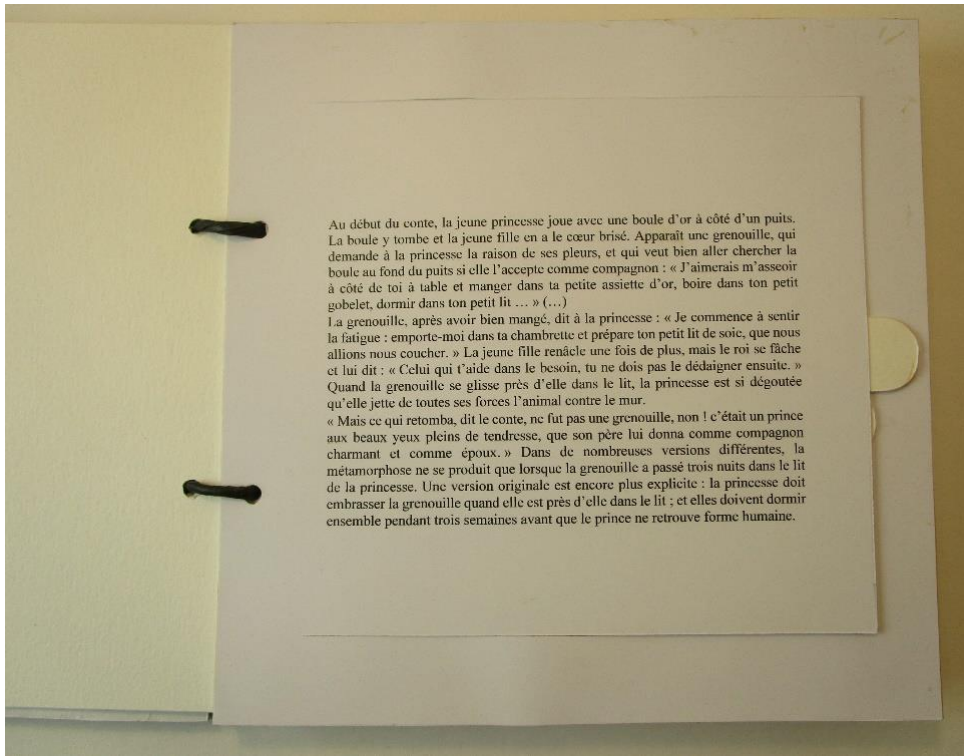 Au début du conte, la jeune princesse joue avec une boule d'or à côté d'un puits.
La boule y tombe et la jeune fille en a le cœur brisé. Apparaît une grenouille, qui
demande à la princesse la raison de ses pleurs, et qui veut bien aller chercher la
boule au fond du puits si elle l'accepte comme compagnon : « J'aimerais m'asseoir
à côté de toi à table et manger dans ta petite assiette d'or, boire dans ton petit
gobelet, dormir dans ton petit lit ... » (...)
La grenouille, après avoir bien mangé, dit à la princesse : « Je commence à sentir
la fatigue : emporte-moi dans ta chambrette et prépare ton petit lit de soie, que nous
allions nous coucher. » La jeune fille renâcle une fois de plus, mais le roi se fâche
et lui dit : « Celui qui t'aide dans le besoin, tu ne dois pas le dédaigner ensuite. »
Quand la grenouille se glisse près d'elle dans le lit, la princesse est si dégoutée
qu'elle jette de toutes ses forces l'animal contre le mur.
« Mais ce qui retomba, dit le conte, ne fut pas une grenouille, non ! c'était un prince
aux beaux yeux pleins de tendresse, que son père lui donna comme compagnon
charmant et comme époux. » Dans de nombreuses versions différentes, la
métamorphose ne se produit que lorsque la grenouille a passé trois nuits dans le lit
de la princesse. Une version originale est encore plus explicite : la princesse doit
embrasser la grenouille quand elle est près d'elle dans le lit ; et elles doivent dormir
ensemble pendant trois semaines avant que le prince ne retrouve forme humaine.